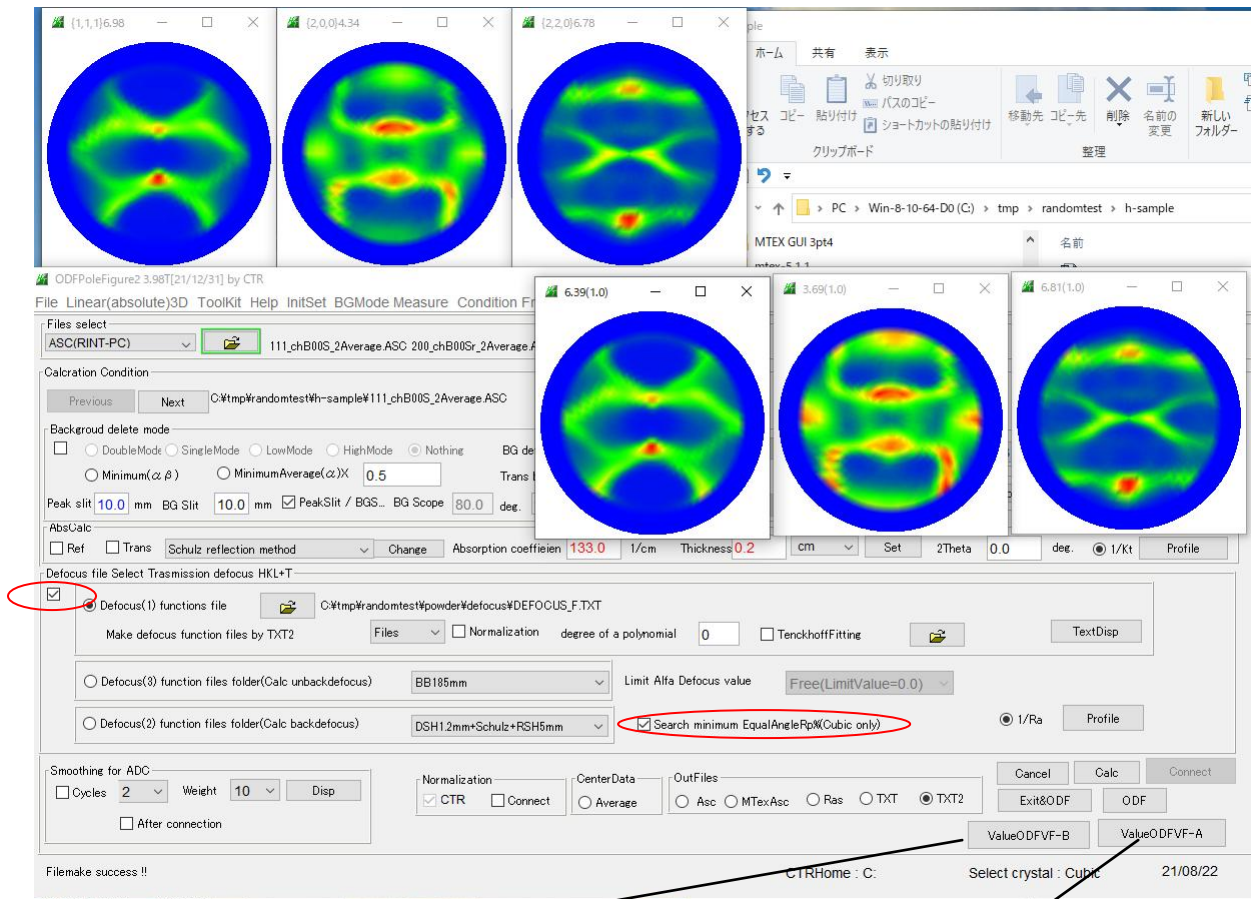 {1,1,1}6.98
{2,0,0}4.34
{2,2,0}6.78
ple
ホーム 共有 表示
切り取り
パスのコピー
ショートカットの貼り付け
コピー 貼り付け
する
クリップボード
移動先 コピー先 削除 名前の変更 新しいフォルダー
整理
PC > Win-8-10-64-D0 (C:) > tmp > randomtest > h-sample
MTEX GUI 3pt4
名前
ODFPoleFigure2 3.98T[21/12/31] by CTR
File Linear(absolute)3D ToolKit Help InitSet BGMode Measure Condition Fr
6.39(1.0)
3.69(1.0)
6.81(1.0)
Files select
ASC(RINT-PC) 111_chB00S_2Average.ASC 200_chB00Sr_2Average.A
Calcration Condition
Previous Next C:¥tmp¥randomtest¥h-sample¥111_chB00S_2Average.ASC
Backgroud delete mode
DoubleMode SingleMode LowMode HighMode Nothing BG de
Minimum(αβ) MinimumAverage(α)X 0.5 Trans
Peak slit 10.0 mm BG Slit 10.0 mm PeakSlit / BGS... BG Scope 80.0 deg.
AbsCalc
Ref Trans Schulz reflection method Change Absorption coeffieien 133.0 1/cm Thickness 0.2 cm Set 2Theta 0.0 deg. 1/Kt Profile
Defocus file Select Trasmission defocus HKL+T
Defocus(1) functions file C:¥tmp¥randomtest¥powder¥defocus¥DEFOCUS_F.TXT
Make defocus function files by TXT2 Files Normalization degree of a polynomial 0 TenckhoffFitting TextDisp
Defocus(3) function files folder(Calc unbackdefocus) BB185mm Limit Alfa Defocus value Free(LimitValue=0.0)
Defocus(2) function files folder(Calc backdefocus) DSH1.2mm+Schulz+RSH5mm Search minimum EqualAngleRp%(Cubic only) 1/Ra Profile
Smoothing for ADC
Cycles 2 Weight 10 Disp
After connection
Normalization
CTR Connect
CenterData
Average
OutFiles
Asc MTexAsc Ras TXT TXT2
Cancel Calc Connect
Exit&ODF ODF
ValueODFVF-B ValueODFVF-A
Filemake success !!
CTRHome : C: Select crystal : Cubic 21/08/22